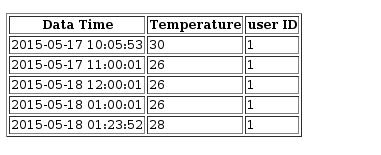 Data Time Temperature user ID
2015-05-17 10:05:53 30 1
2015-05-17 11:00:01 26 1
2015-05-18 12:00:01 26 1
2015-05-18 01:00:01 26 1
2015-05-18 01:23:52 28 1